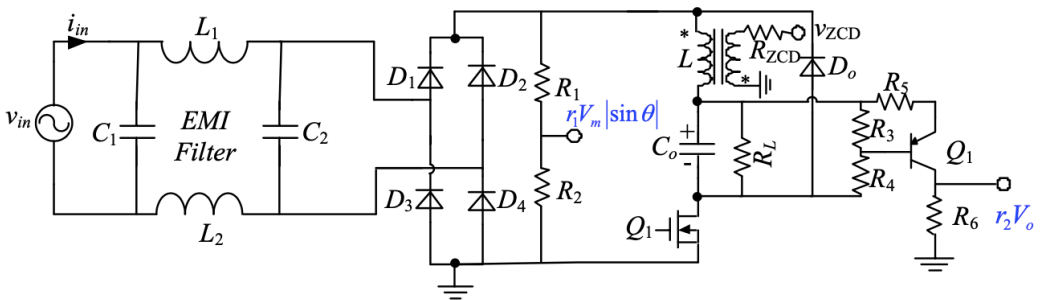 i_in
L_1
v_in
C_1
EMI
Filter
C_2
L_2
D_1
D_2
D_3
D_4
R_1
r_1V_m|sin θ|
R_2
*
L
*
R_ZCD
v_ZCD
D_o
+
C_o
-
R_L
Q_1
R_5
R_3
R_4
Q_1
R_6
r_2V_o